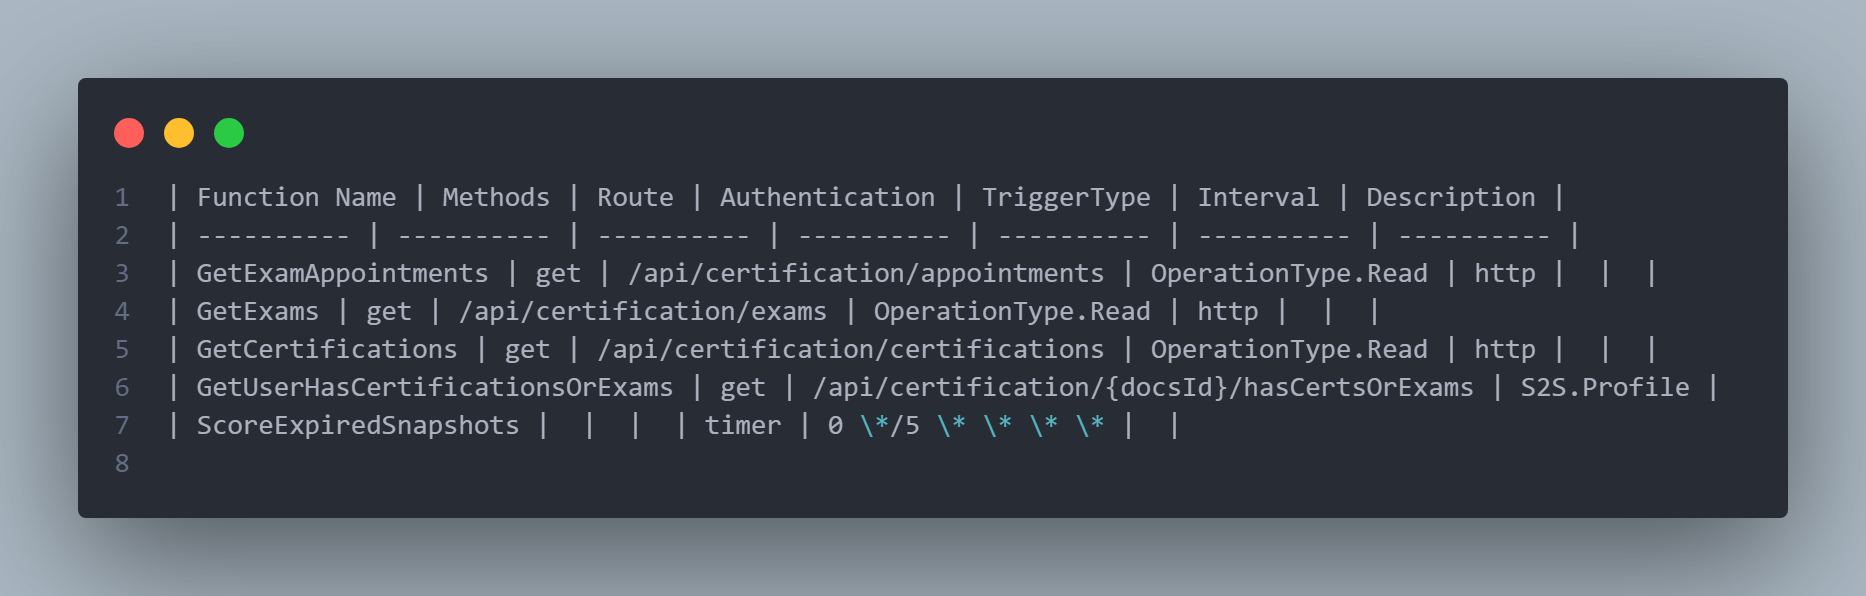 1 | Function Name | Methods | Route | Authentication | TriggerType | Interval | Description |
2 | ---------- | ---------- | ---------- | ---------- | ---------- | ---------- | ---------- |
3 | GetExamAppointments | get | /api/certification/appointments | OperationType.Read | http |  |  |
4 | GetExams | get | /api/certification/exams | OperationType.Read | http |  |  |
5 | GetCertifications | get | /api/certification/certifications | OperationType.Read | http |  |  |
6 | GetUserHasCertificationsOrExams | get | /api/certification/{docsId}/hasCertsOrExams | S2S.Profile |
7 | ScoreExpiredSnapshots |  |  |  | timer | 0 \*/5 \* \* \* \* |  |
8